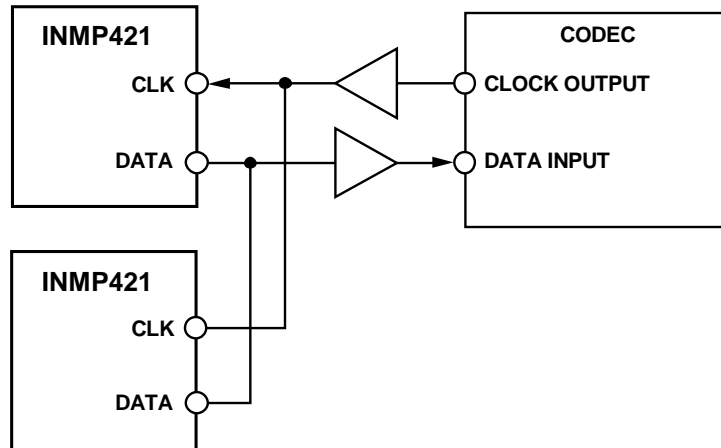 INMP421
CLK
DATA
CODEC
CLOCK OUTPUT
DATA INPUT
INMP421
CLK
DATA